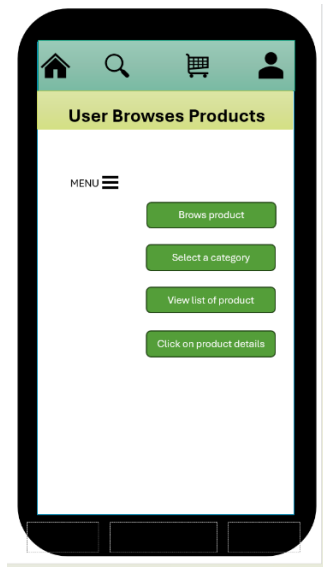 User Browses Products
MENU
Brows product
Select a category
View list of product
Click on product details